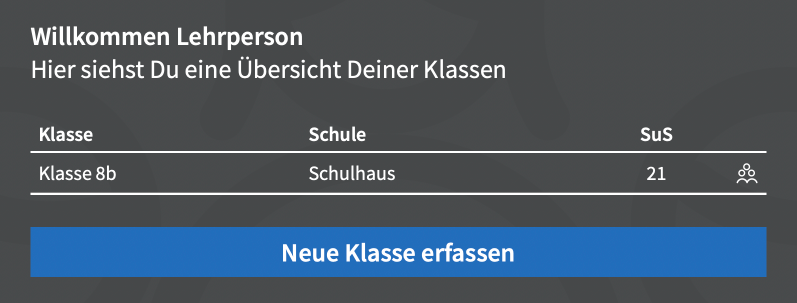 Willkommen Lehrperson
Hier siehst Du eine Übersicht Deiner Klassen
Klasse Schule SuS
Klasse 8b Schulhaus 21
Neue Klasse erfassen